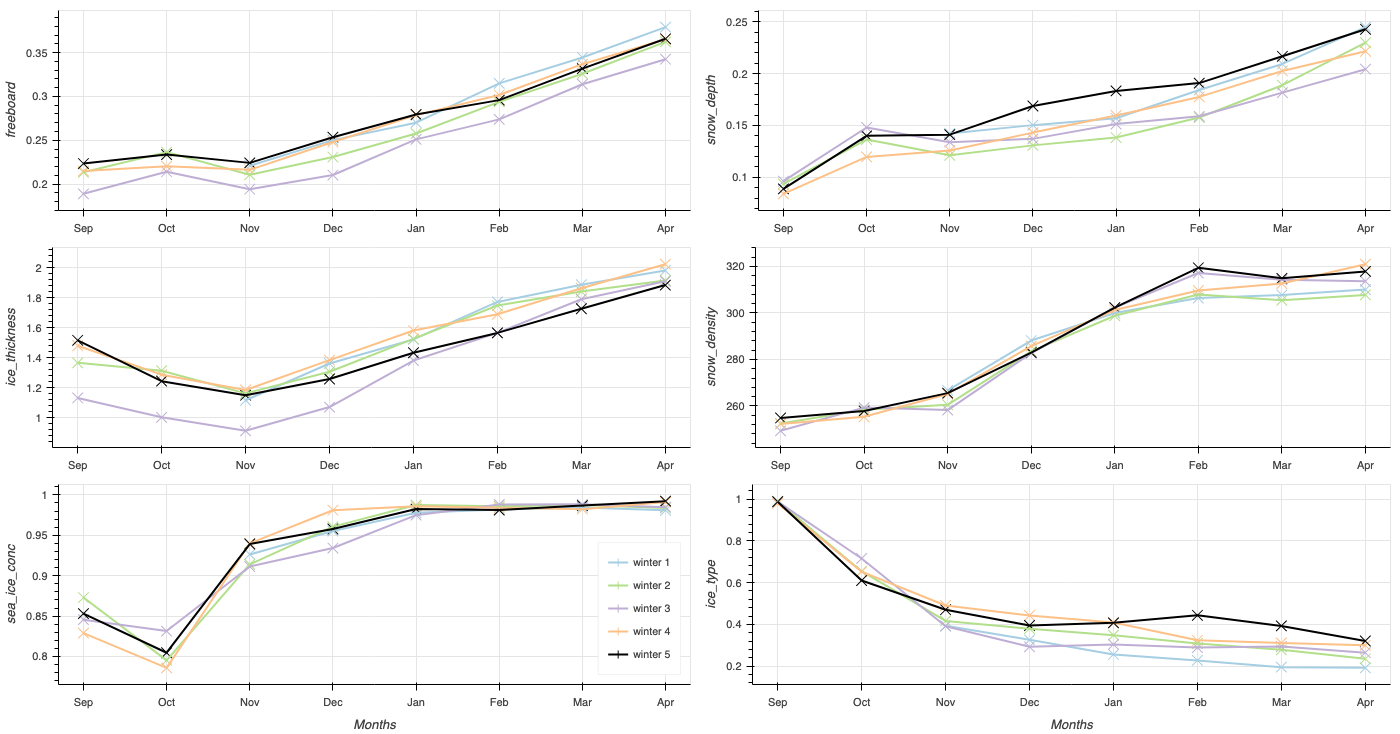 freeboard
0.35
0.3
0.25
0.2
Sep Oct Nov Dec Jan Feb Mar Apr
snow_depth
0.25
0.2
0.15
0.1
Sep Oct Nov Dec Jan Feb Mar Apr
ice_thickness
2
1.8
1.6
1.4
1.2
1
Sep Oct Nov Dec Jan Feb Mar Apr
snow_density
320
300
280
260
Sep Oct Nov Dec Jan Feb Mar Apr
sea_ice_conc
1
0.95
0.9
0.85
0.8
winter 1
winter 2
winter 3
winter 4
winter 5
Sep Oct Nov Dec Jan Feb Mar Apr
Months
ice_type
1
0.8
0.6
0.4
0.2
Sep Oct Nov Dec Jan Feb Mar Apr
Months